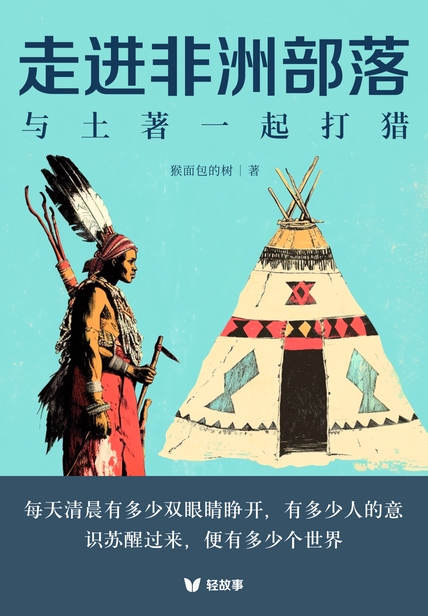 走进非洲部落
与土著一起打猎
猴面包的树｜著
每天清晨有多少双眼睛睁开，有多少人的意
识苏醒过来，便有多少个世界
轻故事